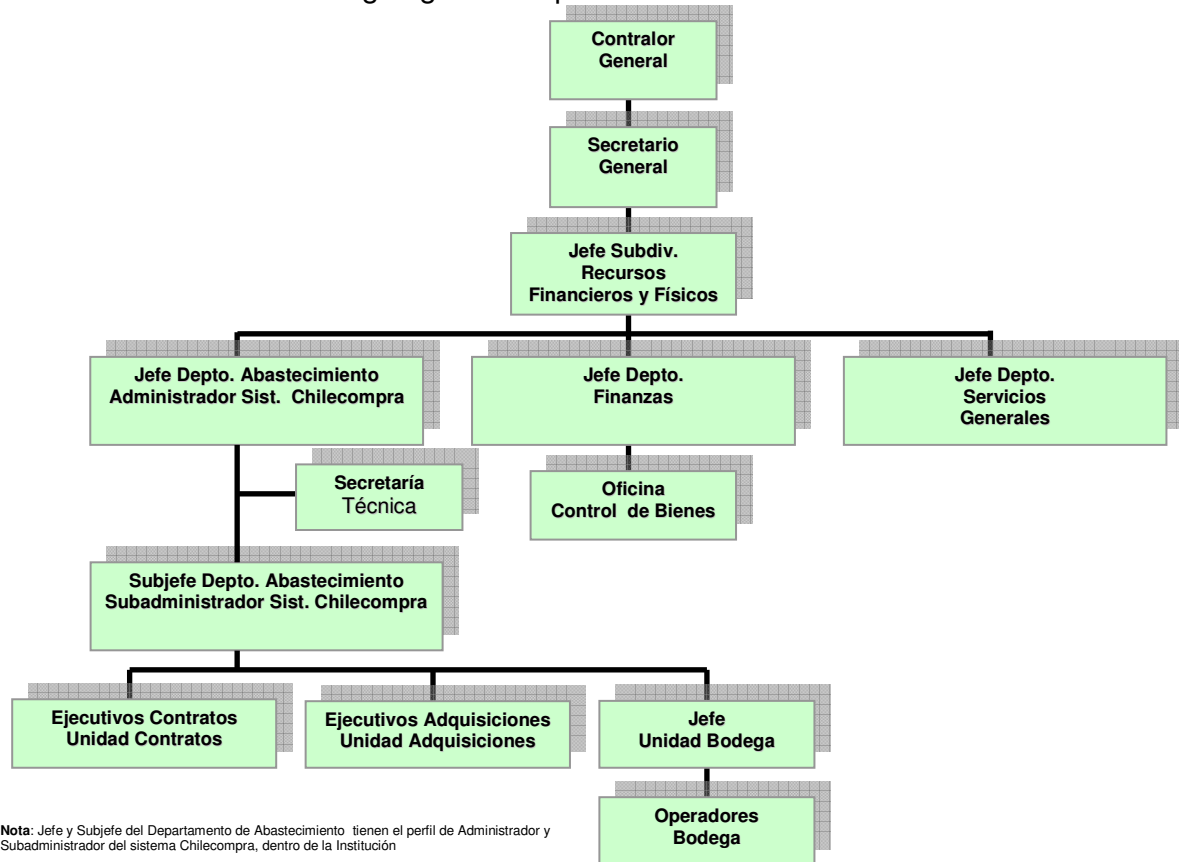 Contralor
General
Secretario
General
Jefe Subdiv.
Recursos
Financieros y Físicos
Jefe Depto. Abastecimiento
Administrador Sist. Chilecompra
Jefe Depto.
Finanzas
Jefe Depto.
Servicios
Generales
Secretaría
Técnica
Oficina
Control de Bienes
Subjefe Depto. Abastecimiento
Subadministrador Sist. Chilecompra
Ejecutivos Contratos
Unidad Contratos
Ejecutivos Adquisiciones
Unidad Adquisiciones
Jefe
Unidad Bodega
Operadores
Bodega
Nota: Jefe y Subjefe del Departamento de Abastecimiento tienen el perfil de Administrador y
Subadministrador del sistema Chilecompra, dentro de la Institución